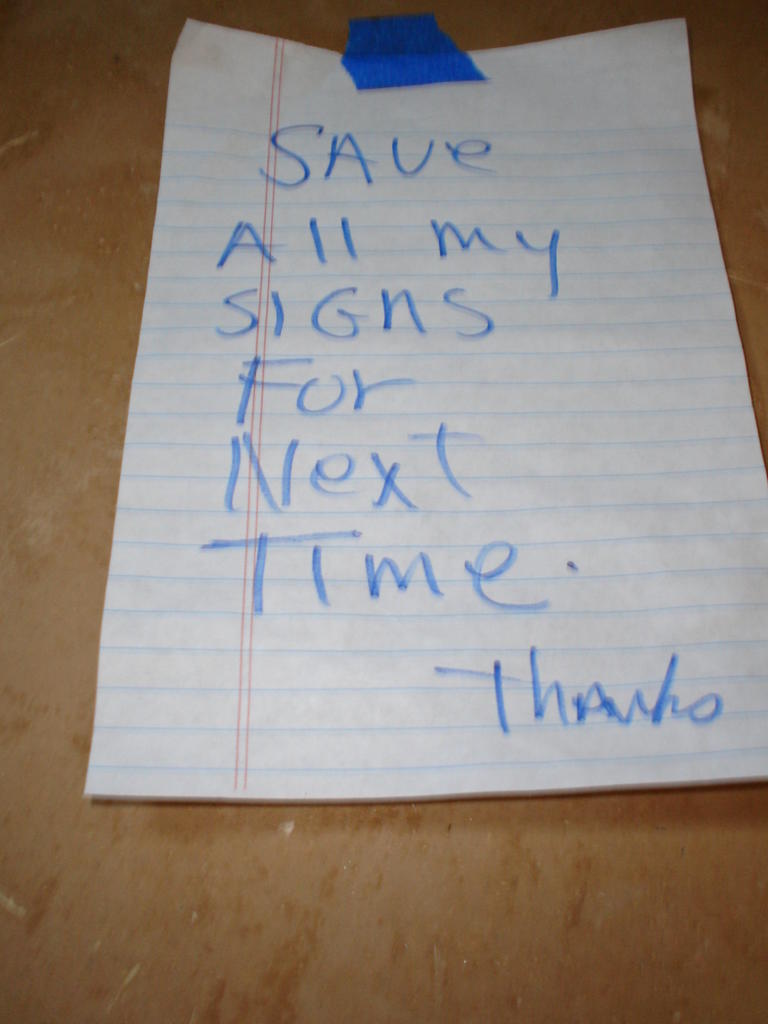 SAVe
All my
SIGnS
For
Next
TIme.
Thanks